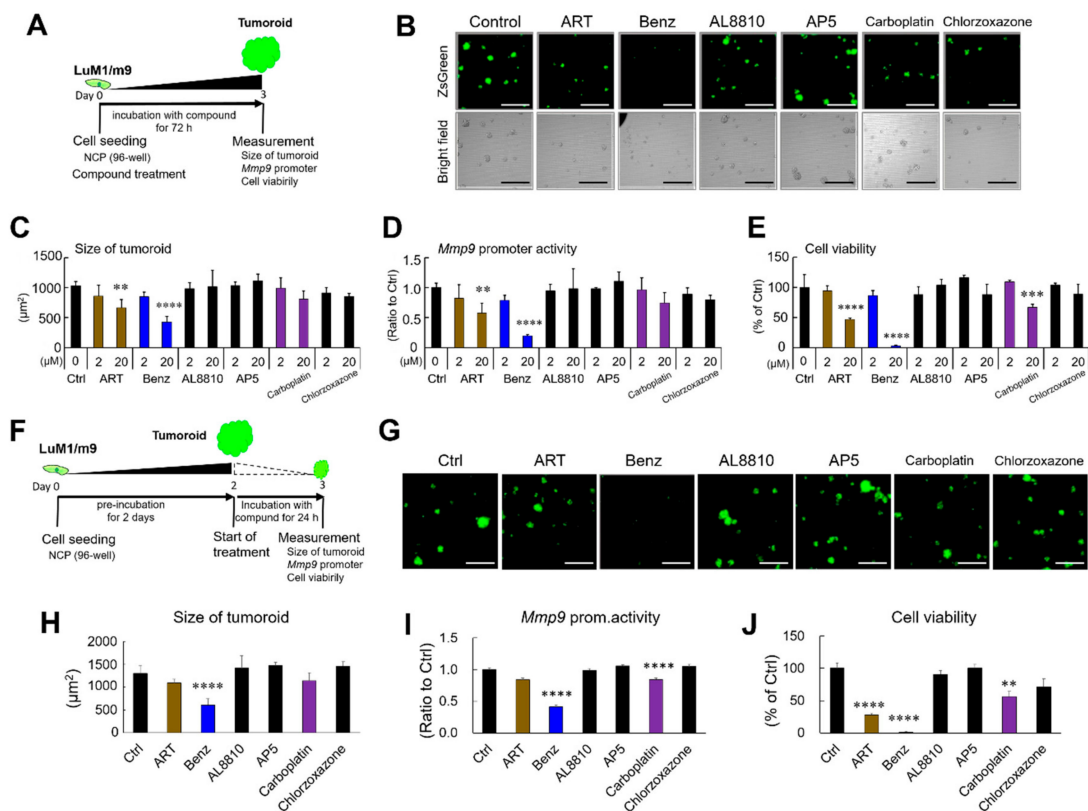 A
Tumoroid
LuM1/m9
Day 0
3
incubation with compound
for 72 h
Cell seeding
NCP (96-well)
Compound treatment
Measurement
Size of tumoroid
Mmp9 promoter
Cell viabirily
B
Control ART Benz AL8810 AP5 Carboplatin Chlorzoxazone
ZsGreen
Bright field
C
Size of tumoroid
(μm²)
1500
1000
500
0
** ****
(μM) 0 2 20 2 20 2 20 2 20 2 20 2 20
Ctrl ART Benz AL8810 AP5 Carboplatin Chlorzoxazone
D
Mmp9 promoter activity
(Ratio to Ctrl)
1.5
1.0
0.5
0.0
** ****
(μM) 0 2 20 2 20 2 20 2 20 2 20 2 20
Ctrl ART Benz AL8810 AP5 Carboplatin Chlorzoxazone
E
Cell viability
(% of Ctrl)
150
100
50
0
**** **** ***
(μM) 0 2 20 2 20 2 20 2 20 2 20 2 20
Ctrl ART Benz AL8810 AP5 Carboplatin Chlorzoxazone
F
Tumoroid
LuM1/m9
Day 0
2
3
pre-incubation
for 2 days
Incubation with
compund for 24 h
Cell seeding
NCP (96-well)
Start of
treatment
Measurement
Size of tumoroid
Mmp9 promoter
Cell viabirily
G
Ctrl ART Benz AL8810 AP5 Carboplatin Chlorzoxazone
H
Size of tumoroid
(μm²)
2000
1500
1000
500
0
****
Ctrl ART Benz AL8810 AP5 Carboplatin Chlorzoxazone
I
Mmp9 prom.activity
(Ratio to Ctrl)
1.5
1.0
0.5
0.0
**** ****
Ctrl ART Benz AL8810 AP5 Carboplatin Chlorzoxazone
J
Cell viability
(% of Ctrl)
150
100
50
0
**** **** **
Ctrl ART Benz AL8810 AP5 Carboplatin Chlorzoxazone